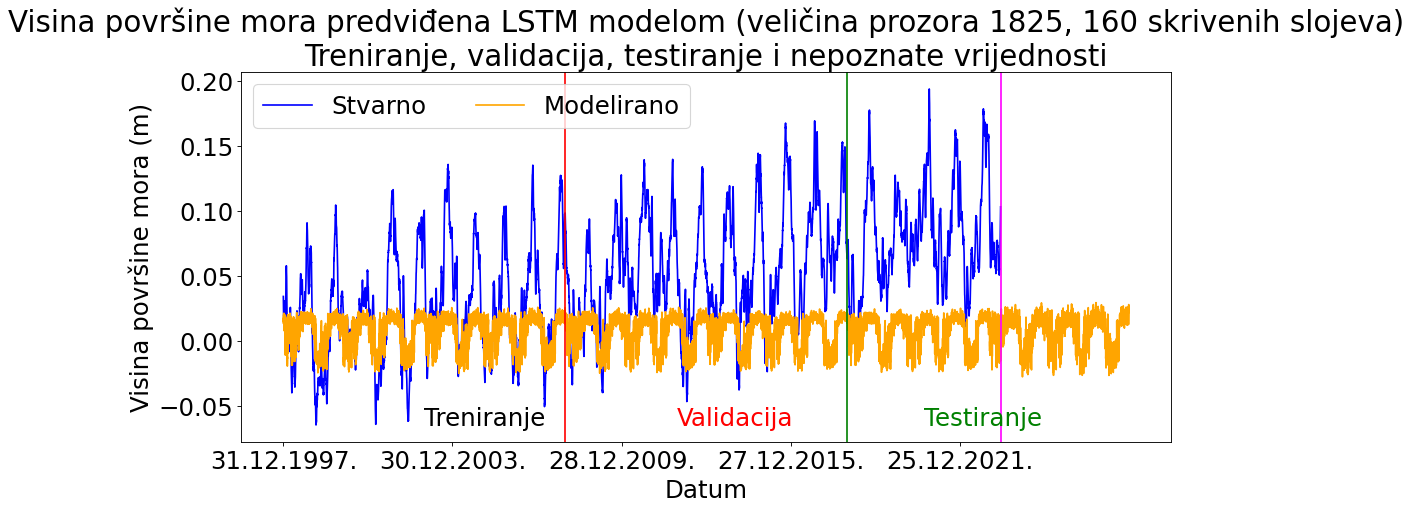 Visina površine mora predviđena LSTM modelom (veličina prozora 1825, 160 skrivenih slojeva)
Treniranje, validacija, testiranje i nepoznate vrijednosti
Stvarno Modelirano
Visina površine mora (m)
0.20
0.15
0.10
0.05
0.00
−0.05
Treniranje Validacija Testiranje
31.12.1997. 30.12.2003. 28.12.2009. 27.12.2015. 25.12.2021.
Datum